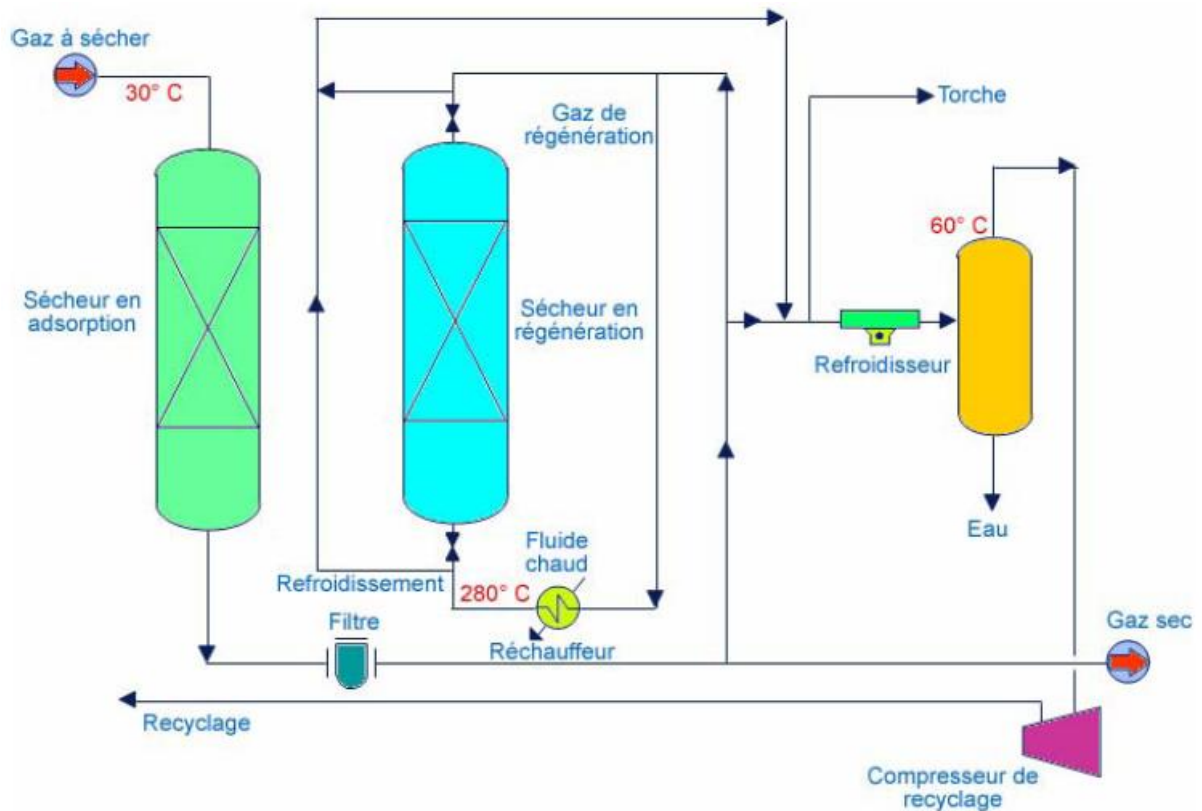 Gaz à sécher
30° C
Torche
Gaz de
régénération
60° C
Sécheur en
adsorption
Sécheur en
régénération
Refroidisseur
Eau
Fluide
chaud
Refroidissement
280° C
Filtre
Réchauffeur
Gaz sec
Recyclage
Compresseur de
recyclage